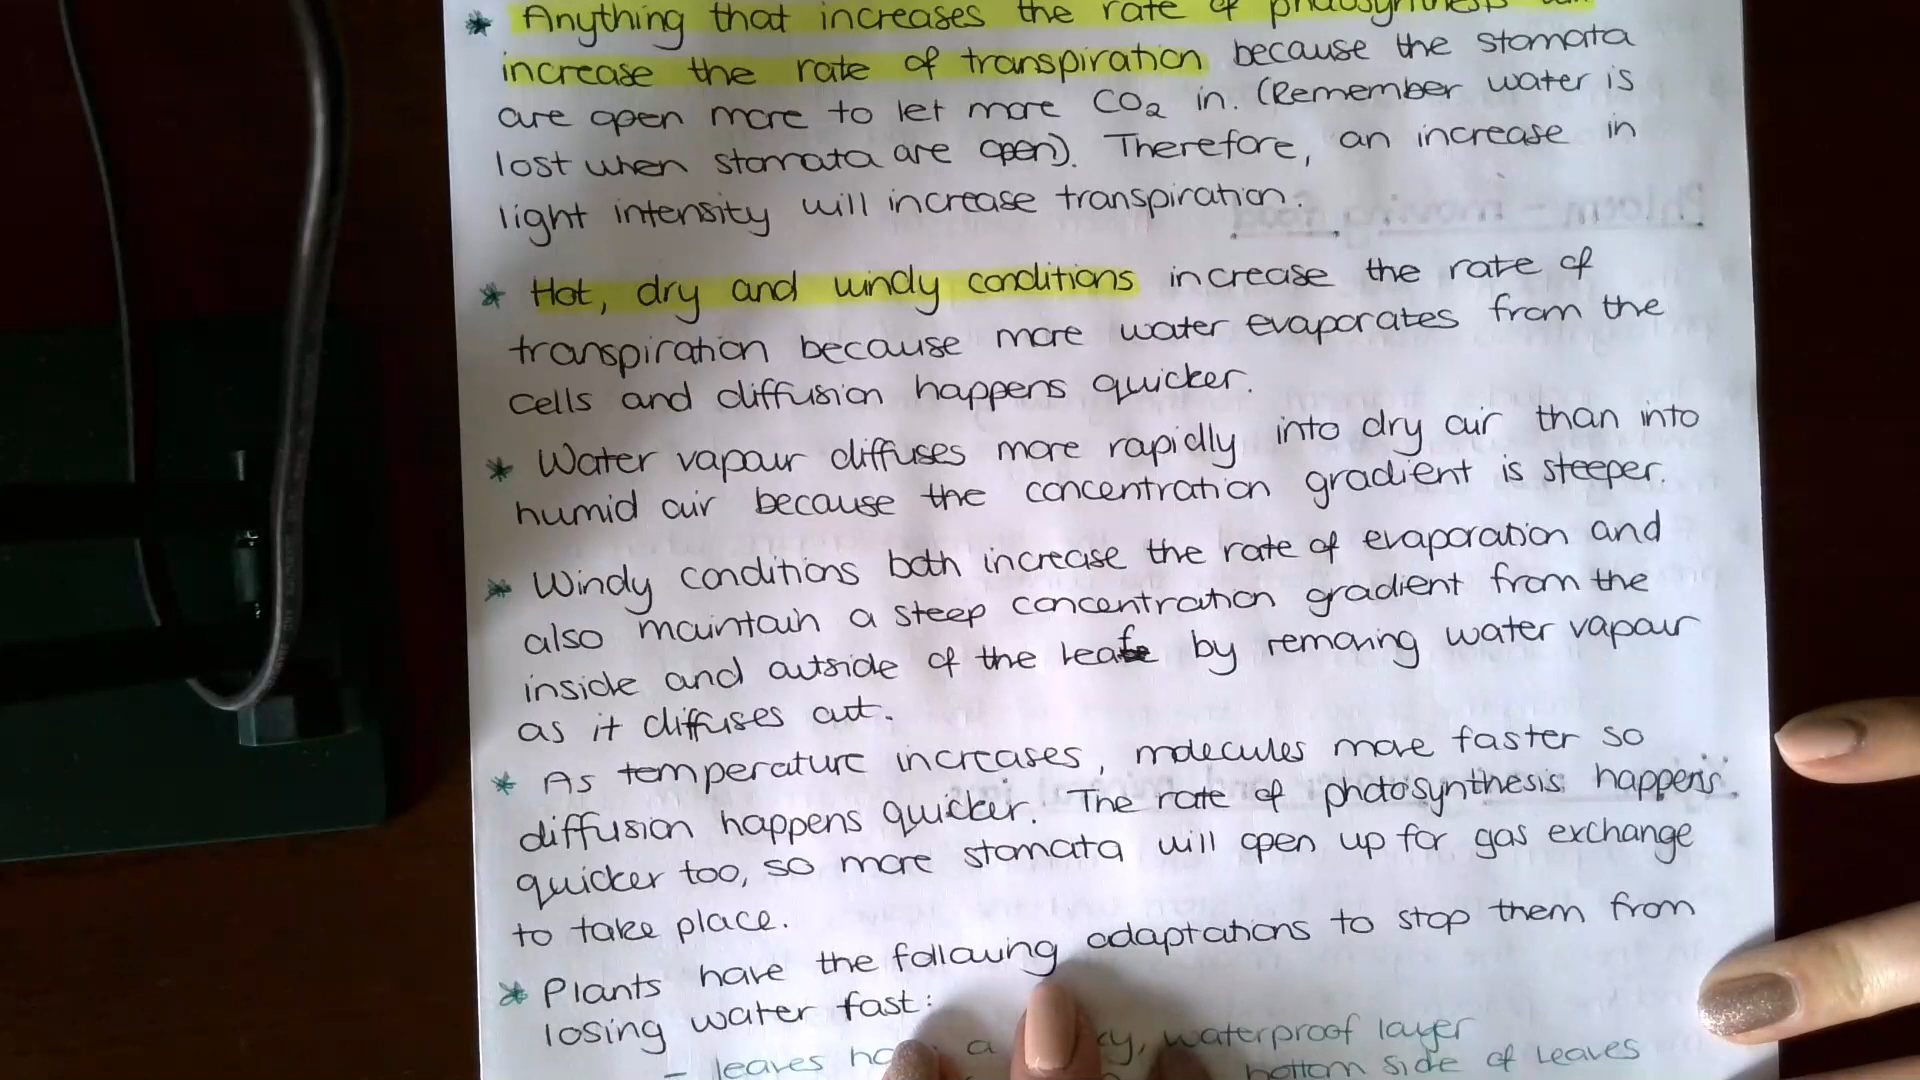 * Anything that increases the rate of photosynthesis will
increase the rate of transpiration because the stomata
are open more to let more CO₂ in. (Remember water is
lost when stomata are open). Therefore, an increase in
light intensity will increase transpiration.
* Hot, dry and windy conditions increase the rate of
transpiration because more water evaporates from the
cells and diffusion happens quicker.
* Water vapour diffuses more rapidly into dry air than into
humid air because the concentration gradient is steeper.
* Windy conditions both increase the rate of evaporation and
also maintain a steep concentration gradient from the
inside and outside of the leaf by removing water vapour
as it diffuses out.
* As temperature increases, molecules move faster so
diffusion happens quicker. The rate of photosynthesis happens
quicker too, so more stomata will open up for gas exchange
to take place.
* Plants have the following adaptations to stop them from
losing water fast:
- leaves a waterproof layer
bottom side of leaves